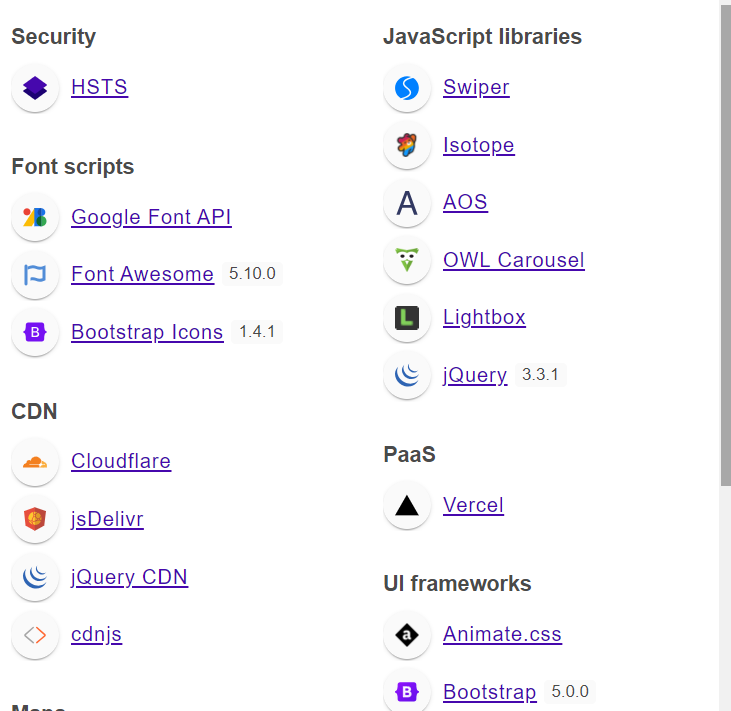 Security
HSTS
Font scripts
Google Font API
Font Awesome 5.10.0
Bootstrap Icons 1.4.1
CDN
Cloudflare
jsDelivr
jQuery CDN
cdnjs
JavaScript libraries
Swiper
Isotope
AOS
OWL Carousel
Lightbox
jQuery 3.3.1
PaaS
Vercel
UI frameworks
Animate.css
Bootstrap 5.0.0